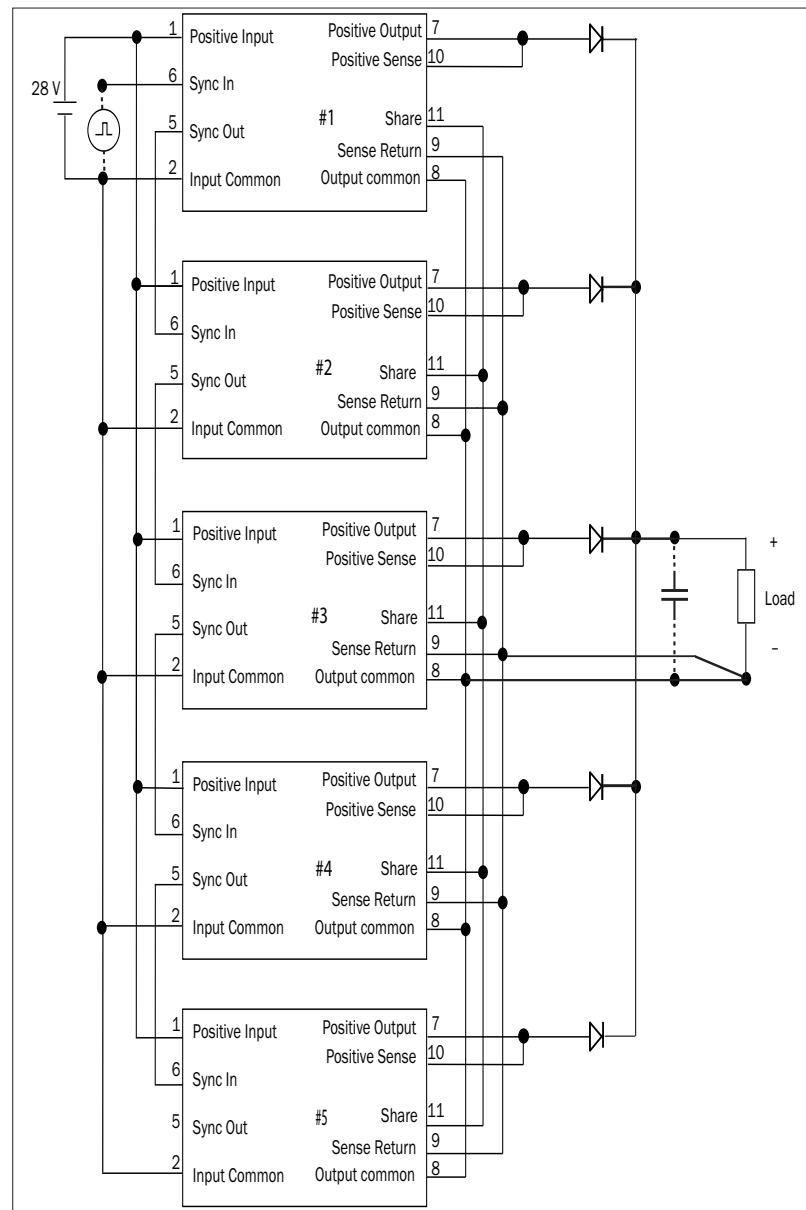 1 Positive Input Positive Output 7
Positive Sense 10
6 Sync In
28 V
5 Sync Out #1 Share 11
Sense Return 9
2 Input Common Output common 8
1 Positive Input Positive Output 7
Positive Sense 10
6 Sync In
5 Sync Out #2 Share 11
Sense Return 9
2 Input Common Output common 8
1 Positive Input Positive Output 7
Positive Sense 10
6 Sync In
5 Sync Out #3 Share 11
Sense Return 9
2 Input Common Output common 8
+
Load
–
1 Positive Input Positive Output 7
Positive Sense 10
6 Sync In
5 Sync Out #4 Share 11
Sense Return 9
2 Input Common Output common 8
1 Positive Input Positive Output 7
Positive Sense 10
6 Sync In
5 Sync Out #5 Share 11
Sense Return 9
2 Input Common Output common 8